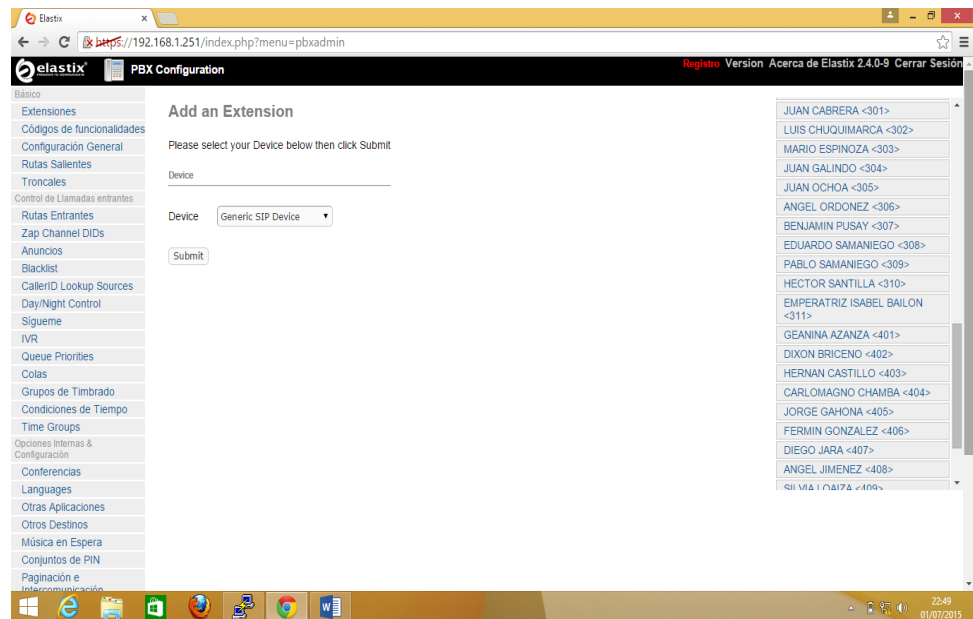 Elastix
https://192.168.1.251/index.php?menu=pbxadmin
elastix
PBX Configuration
Registro Version Acerca de Elastix 2.4.0-9 Cerrar Sesión
Básico
Extensiones
Códigos de funcionalidades
Configuración General
Rutas Salientes
Troncales
Control de Llamadas entrantes
Rutas Entrantes
Zap Channel DIDs
Anuncios
Blacklist
CallerID Lookup Sources
Day/Night Control
Sígueme
IVR
Queue Priorities
Colas
Grupos de Timbrado
Condiciones de Tiempo
Time Groups
Opciones Internas &
Configuración
Conferencias
Languages
Otras Aplicaciones
Otros Destinos
Música en Espera
Conjuntos de PIN
Paginación e
Intercomunicación
Add an Extension
Please select your Device below then click Submit
Device
Device Generic SIP Device
Submit
JUAN CABRERA <301>
LUIS CHUQUIMARCA <302>
MARIO ESPINOZA <303>
JUAN GALINDO <304>
JUAN OCHOA <305>
ANGEL ORDONEZ <306>
BENJAMIN PUSAY <307>
EDUARDO SAMANIEGO <308>
PABLO SAMANIEGO <309>
HECTOR SANTILLA <310>
EMPERATRIZ ISABEL BAILON
<311>
GEANINA AZANZA <401>
DIXON BRICENO <402>
HERNAN CASTILLO <403>
CARLOMAGNO CHAMBA <404>
JORGE GAHONA <405>
FERMIN GONZALEZ <406>
DIEGO JARA <407>
ANGEL JIMENEZ <408>
SILVIA LOAIZA <409>
22:49
01/07/2015